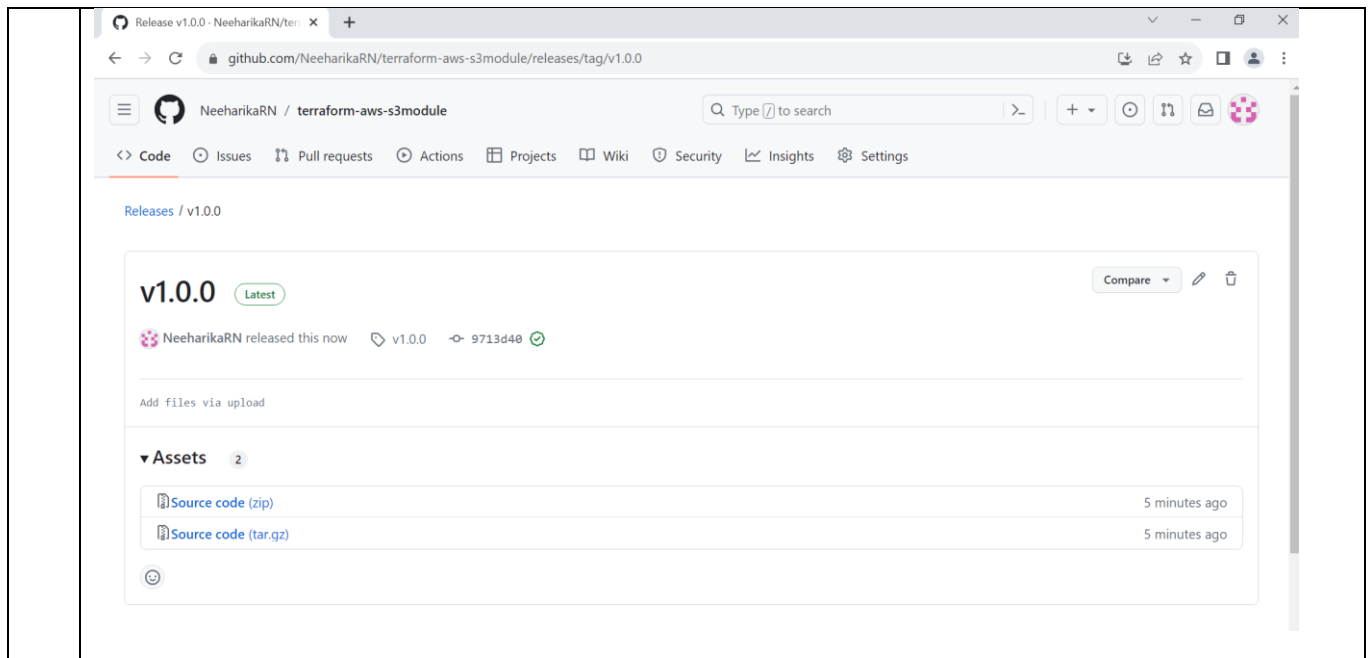 Release v1.0.0 · NeeharikaRN/terr
github.com/NeeharikaRN/terraform-aws-s3module/releases/tag/v1.0.0
NeeharikaRN / terraform-aws-s3module
Type / to search
Code Issues Pull requests Actions Projects Wiki Security Insights Settings
Releases / v1.0.0
v1.0.0 Latest
Compare
NeeharikaRN released this now v1.0.0 9713d40
Add files via upload
Assets 2
Source code (zip) 5 minutes ago
Source code (tar.gz) 5 minutes ago